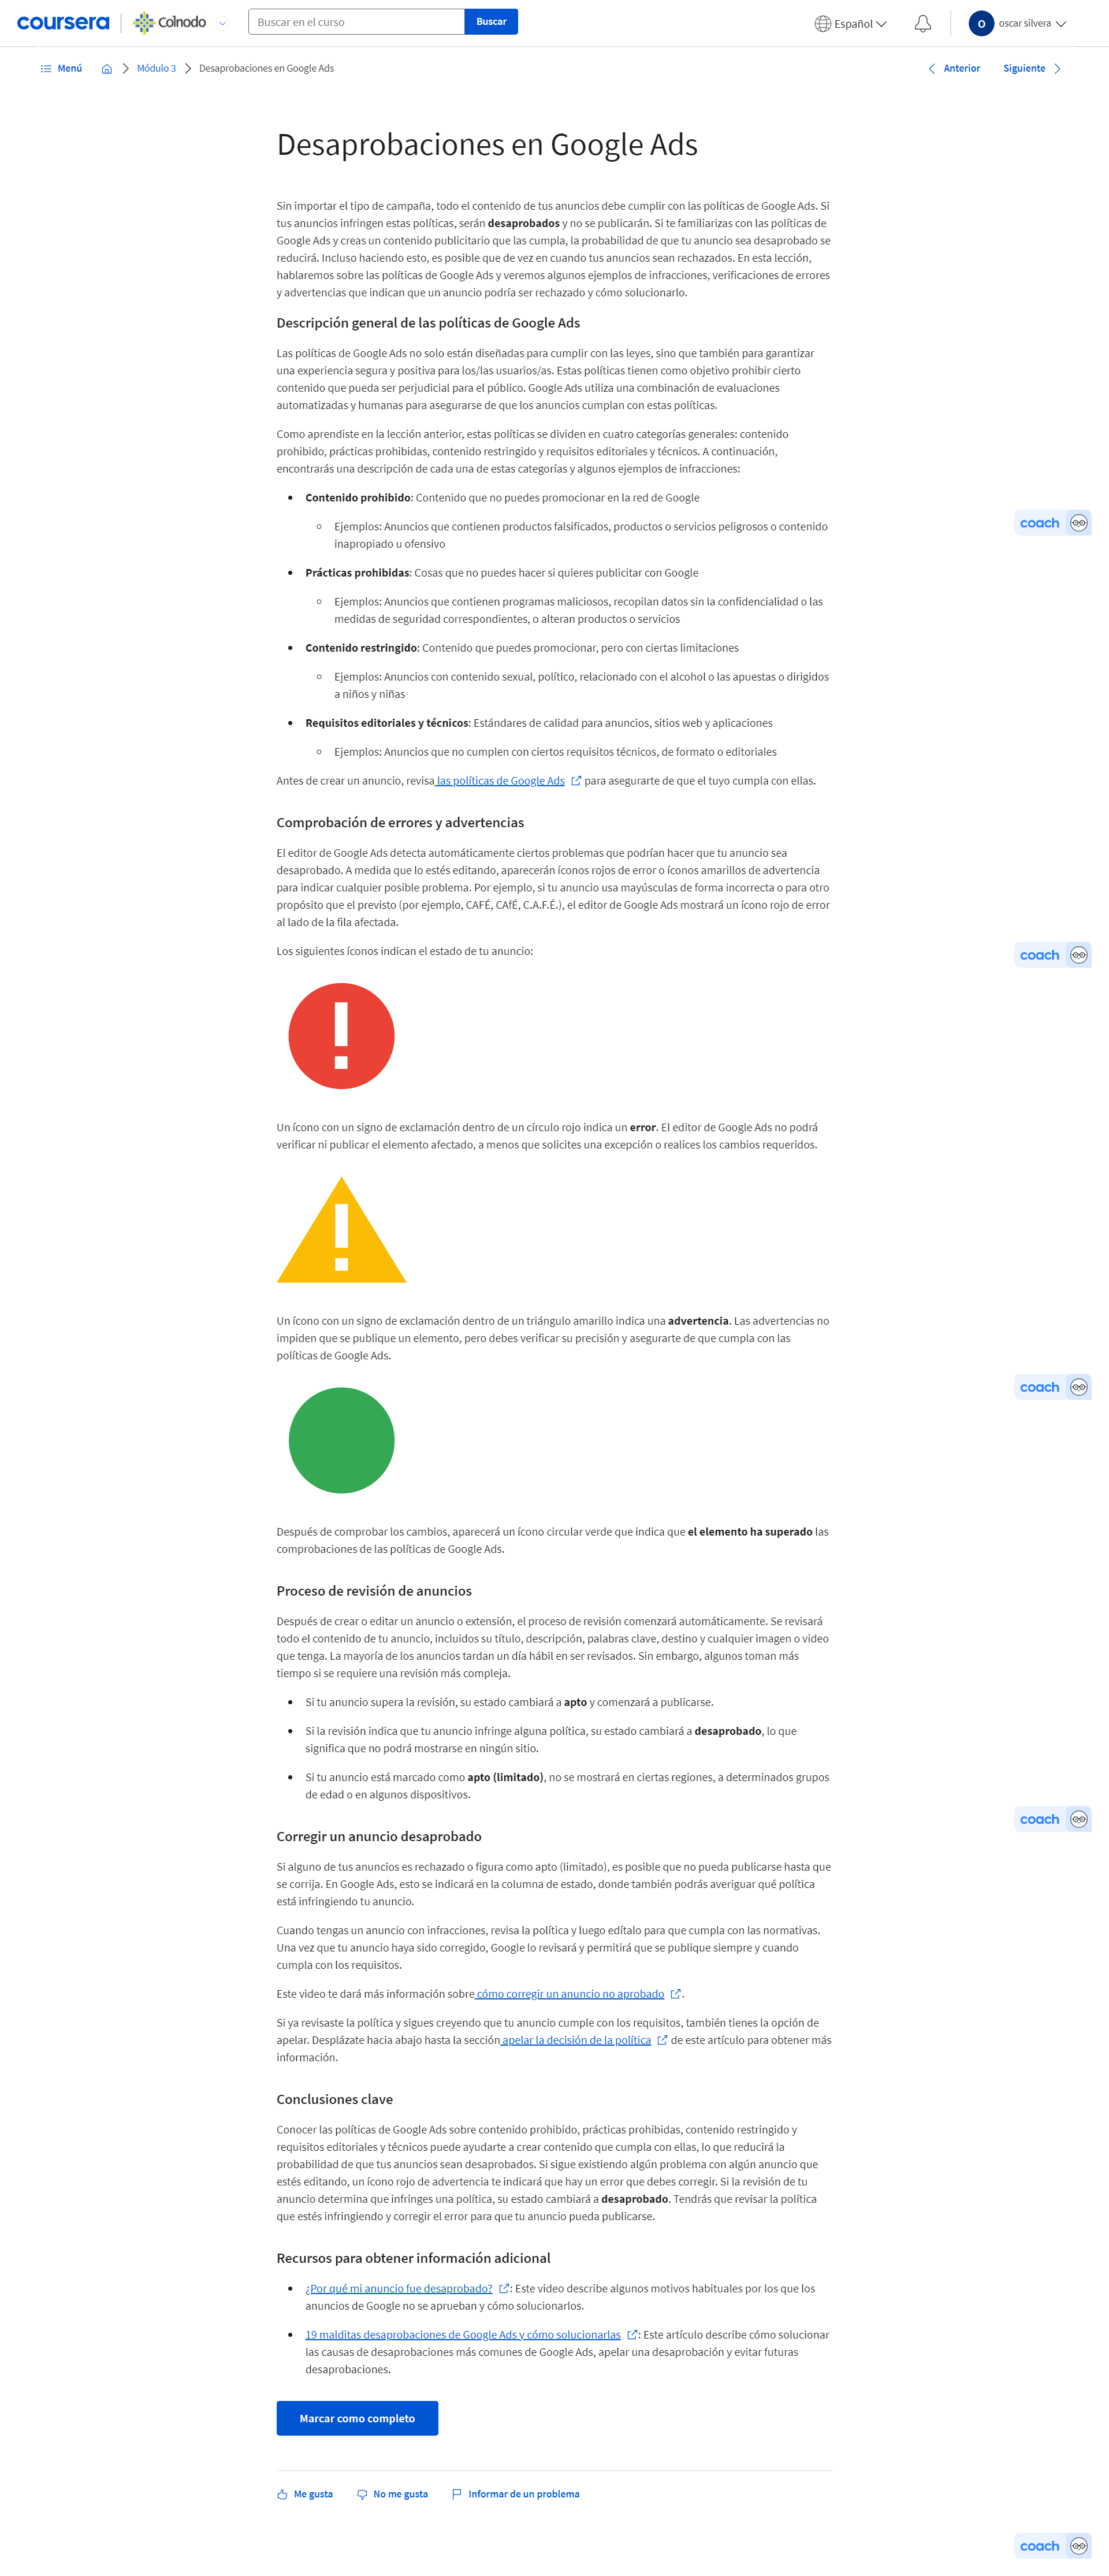 coursera
Colnodo
Buscar en el curso
Buscar
Español
O
oscar silvera
Menú
Módulo 3
Desaprobaciones en Google Ads
Anterior
Siguiente
Desaprobaciones en Google Ads
Sin importar el tipo de campaña, todo el contenido de tus anuncios debe cumplir con las políticas de Google Ads. Si
tus anuncios infringen estas políticas, serán desaprobados y no se publicarán. Si te familiarizas con las políticas de
Google Ads y creas un contenido publicitario que las cumpla, la probabilidad de que tu anuncio sea desaprobado se
reducirá. Incluso haciendo esto, es posible que de vez en cuando tus anuncios sean rechazados. En esta lección,
hablaremos sobre las políticas de Google Ads y veremos algunos ejemplos de infracciones, verificaciones de errores
y advertencias que indican que un anuncio podría ser rechazado y cómo solucionarlo.
Descripción general de las políticas de Google Ads
Las políticas de Google Ads no solo están diseñadas para cumplir con las leyes, sino que también para garantizar
una experiencia segura y positiva para los/las usuarios/as. Estas políticas tienen como objetivo prohibir cierto
contenido que pueda ser perjudicial para el público. Google Ads utiliza una combinación de evaluaciones
automatizadas y humanas para asegurarse de que los anuncios cumplan con estas políticas.
Como aprendiste en la lección anterior, estas políticas se dividen en cuatro categorías generales: contenido
prohibido, prácticas prohibidas, contenido restringido y requisitos editoriales y técnicos. A continuación,
encontrarás una descripción de cada una de estas categorías y algunos ejemplos de infracciones:
Contenido prohibido: Contenido que no puedes promocionar en la red de Google
Ejemplos: Anuncios que contienen productos falsificados, productos o servicios peligrosos o contenido
inapropiado u ofensivo
coach
Prácticas prohibidas: Cosas que no puedes hacer si quieres publicitar con Google
Ejemplos: Anuncios que contienen programas maliciosos, recopilan datos sin la confidencialidad o las
medidas de seguridad correspondientes, o alteran productos o servicios
Contenido restringido: Contenido que puedes promocionar, pero con ciertas limitaciones
Ejemplos: Anuncios con contenido sexual, político, relacionado con el alcohol o las apuestas o dirigidos
a niños y niñas
Requisitos editoriales y técnicos: Estándares de calidad para anuncios, sitios web y aplicaciones
Ejemplos: Anuncios que no cumplen con ciertos requisitos técnicos, de formato o editoriales
Antes de crear un anuncio, revisa las políticas de Google Ads para asegurarte de que el tuyo cumpla con ellas.
Comprobación de errores y advertencias
El editor de Google Ads detecta automáticamente ciertos problemas que podrían hacer que tu anuncio sea
desaprobado. A medida que lo estés editando, aparecerán íconos rojos de error o íconos amarillos de advertencia
para indicar cualquier posible problema. Por ejemplo, si tu anuncio usa mayúsculas de forma incorrecta o para otro
propósito que el previsto (por ejemplo, CAFÉ, CAfÉ, C.A.F.É.), el editor de Google Ads mostrará un ícono rojo de error
al lado de la fila afectada.
Los siguientes íconos indican el estado de tu anuncio:
coach
!
Un ícono con un signo de exclamación dentro de un círculo rojo indica un error. El editor de Google Ads no podrá
verificar ni publicar el elemento afectado, a menos que solicites una excepción o realices los cambios requeridos.
!
Un ícono con un signo de exclamación dentro de un triángulo amarillo indica una advertencia. Las advertencias no
impiden que se publique un elemento, pero debes verificar su precisión y asegurarte de que cumpla con las
políticas de Google Ads.
coach
Después de comprobar los cambios, aparecerá un ícono circular verde que indica que el elemento ha superado las
comprobaciones de las políticas de Google Ads.
Proceso de revisión de anuncios
Después de crear o editar un anuncio o extensión, el proceso de revisión comenzará automáticamente. Se revisará
todo el contenido de tu anuncio, incluidos su título, descripción, palabras clave, destino y cualquier imagen o video
que tenga. La mayoría de los anuncios tardan un día hábil en ser revisados. Sin embargo, algunos toman más
tiempo si se requiere una revisión más compleja.
Si tu anuncio supera la revisión, su estado cambiará a apto y comenzará a publicarse.
Si la revisión indica que tu anuncio infringe alguna política, su estado cambiará a desaprobado, lo que
significa que no podrá mostrarse en ningún sitio.
Si tu anuncio está marcado como apto (limitado), no se mostrará en ciertas regiones, a determinados grupos
de edad o en algunos dispositivos.
coach
Corregir un anuncio desaprobado
Si alguno de tus anuncios es rechazado o figura como apto (limitado), es posible que no pueda publicarse hasta que
se corrija. En Google Ads, esto se indicará en la columna de estado, donde también podrás averiguar qué política
está infringiendo tu anuncio.
Cuando tengas un anuncio con infracciones, revisa la política y luego edítalo para que cumpla con las normativas.
Una vez que tu anuncio haya sido corregido, Google lo revisará y permitirá que se publique siempre y cuando
cumpla con los requisitos.
Este video te dará más información sobre cómo corregir un anuncio no aprobado .
Si ya revisaste la política y sigues creyendo que tu anuncio cumple con los requisitos, también tienes la opción de
apelar. Desplázate hacia abajo hasta la sección apelar la decisión de la política de este artículo para obtener más
información.
Conclusiones clave
Conocer las políticas de Google Ads sobre contenido prohibido, prácticas prohibidas, contenido restringido y
requisitos editoriales y técnicos puede ayudarte a crear contenido que cumpla con ellas, lo que reducirá la
probabilidad de que tus anuncios sean desaprobados. Si sigue existiendo algún problema con algún anuncio que
estés editando, un ícono rojo de advertencia te indicará que hay un error que debes corregir. Si la revisión de tu
anuncio determina que infringes una política, su estado cambiará a desaprobado. Tendrás que revisar la política
que estés infringiendo y corregir el error para que tu anuncio pueda publicarse.
Recursos para obtener información adicional
¿Por qué mi anuncio fue desaprobado? : Este video describe algunos motivos habituales por los que los
anuncios de Google no se aprueban y cómo solucionarlos.
19 malditas desaprobaciones de Google Ads y cómo solucionarlas : Este artículo describe cómo solucionar
las causas de desaprobaciones más comunes de Google Ads, apelar una desaprobación y evitar futuras
desaprobaciones.
Marcar como completo
Me gusta
No me gusta
Informar de un problema
coach